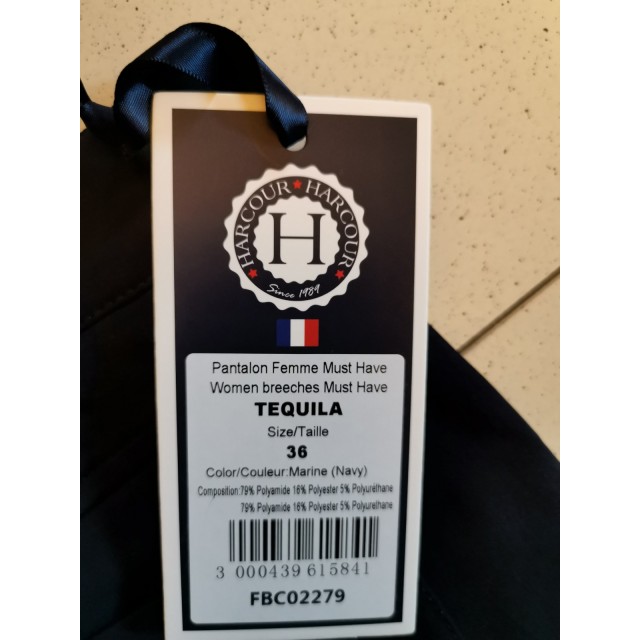 HARCOUR ★ HARCOUR ★
H
Since 1989
Pantalon Femme Must Have
Women breeches Must Have
TEQUILA
Size/Taille
36
Color/Couleur:Marine (Navy)
Composition:79% Polyamide 16% Polyester 5% Polyuréthane
79% Polyamide 16% Polyester 5% Polyurethane
3 000439 615841
FBC02279